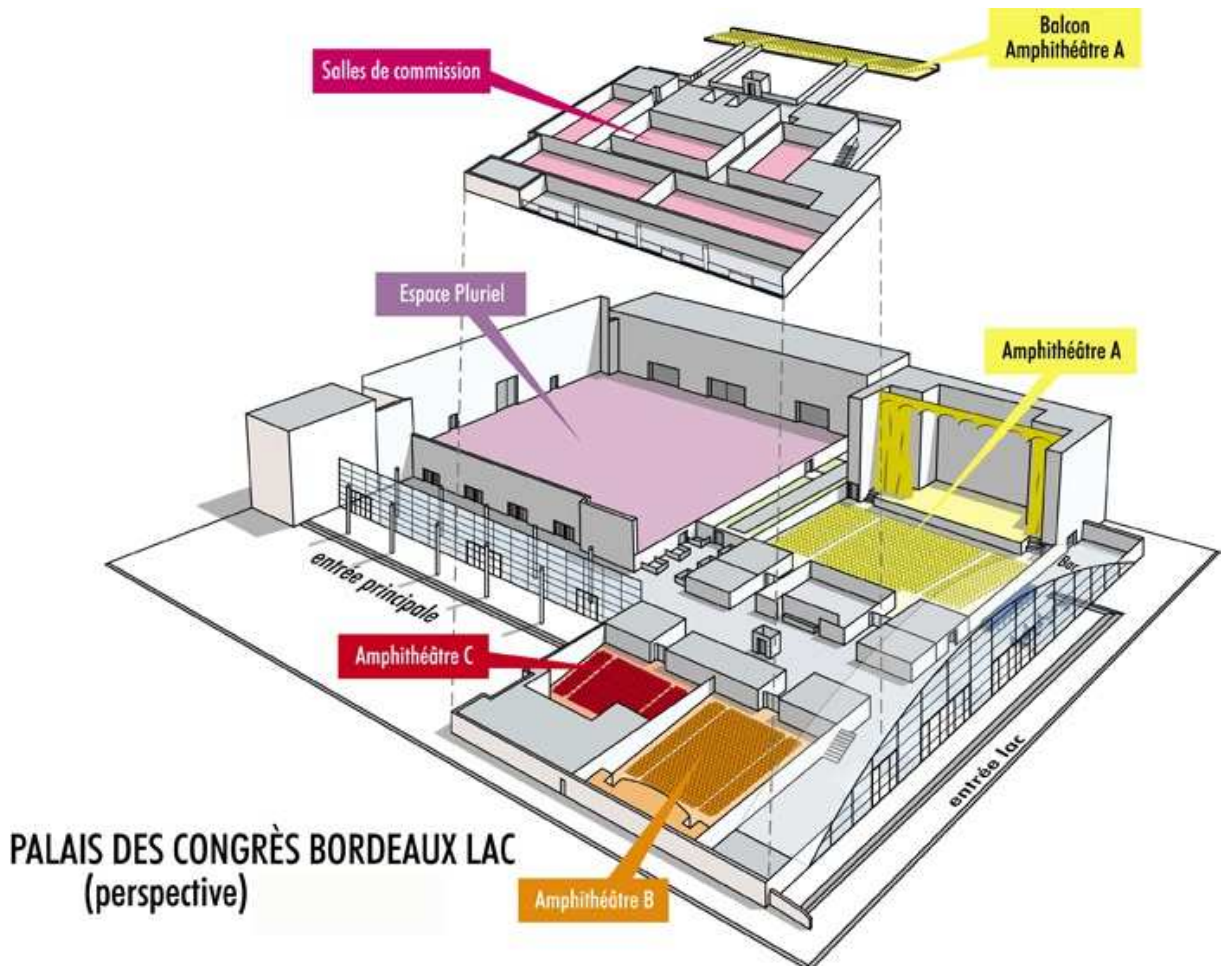 Balcon
Amphithéâtre A
Salles de commission
Espace Pluriel
Amphithéâtre A
Bar
entrée principale
Amphithéâtre C
entrée lac
PALAIS DES CONGRÈS BORDEAUX LAC
(perspective)
Amphithéâtre B